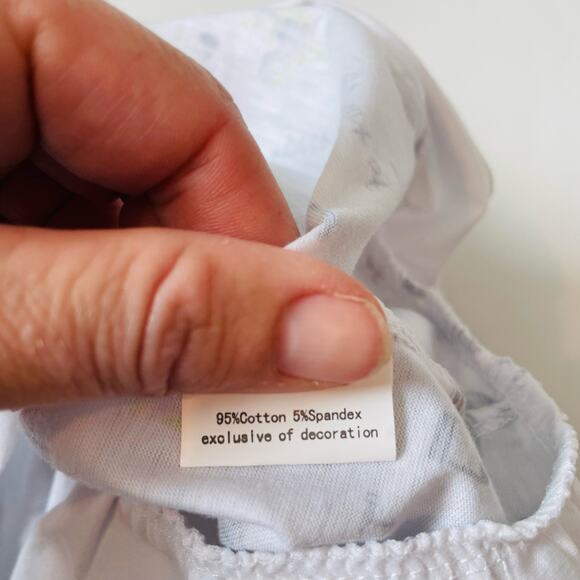 95%Cotton 5%Spandex
exclusive of decoration